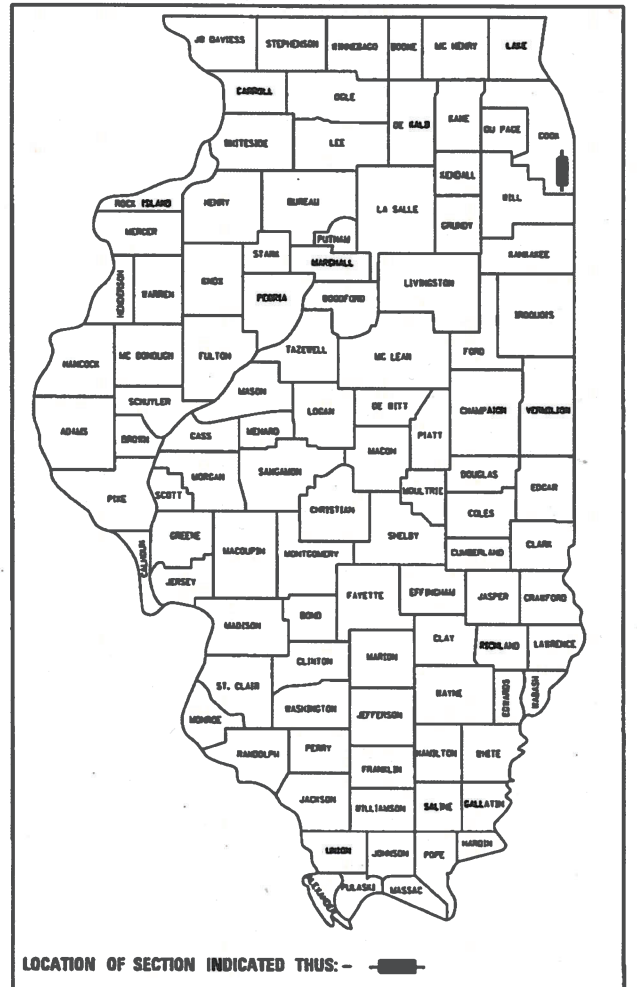 JO DAVIESS STEPHENSON WINNEBAGO BOONE MC HENRY LAKE
CARROLL OGLE
DE KALB KANE DU PAGE COOK
WHITESIDE LEE
KENDALL WILL
ROCK ISLAND HENRY BUREAU LA SALLE
MERCER PUTNAM GRUNDY
STARK MARSHALL KANKAKEE
HENDERSON WARREN KNOX PEORIA WOODFORD LIVINGSTON IROQUOIS
HANCOCK MC DONOUGH FULTON TAZEWELL MC LEAN FORD
MASON
SCHUYLER LOGAN DE WITT CHAMPAIGN VERMILION
ADAMS BROWN CASS MENARD PIATT
MACON
MORGAN SANGAMON DOUGLAS EDGAR
PIKE SCOTT MOULTRIE
CHRISTIAN COLES
GREENE SHELBY
CALHOUN MACOUPIN MONTGOMERY CUMBERLAND CLARK
JERSEY
FAYETTE EFFINGHAM JASPER CRAWFORD
MADISON BOND
CLAY RICHLAND LAWRENCE
CLINTON MARION
ST. CLAIR WAYNE EDWARDS WABASH
MONROE WASHINGTON JEFFERSON
RANDOLPH PERRY HAMILTON WHITE
FRANKLIN
JACKSON WILLIAMSON SALINE GALLATIN
UNION JOHNSON POPE HARDIN
ALEXANDER PULASKI MASSAC
LOCATION OF SECTION INDICATED THUS: -